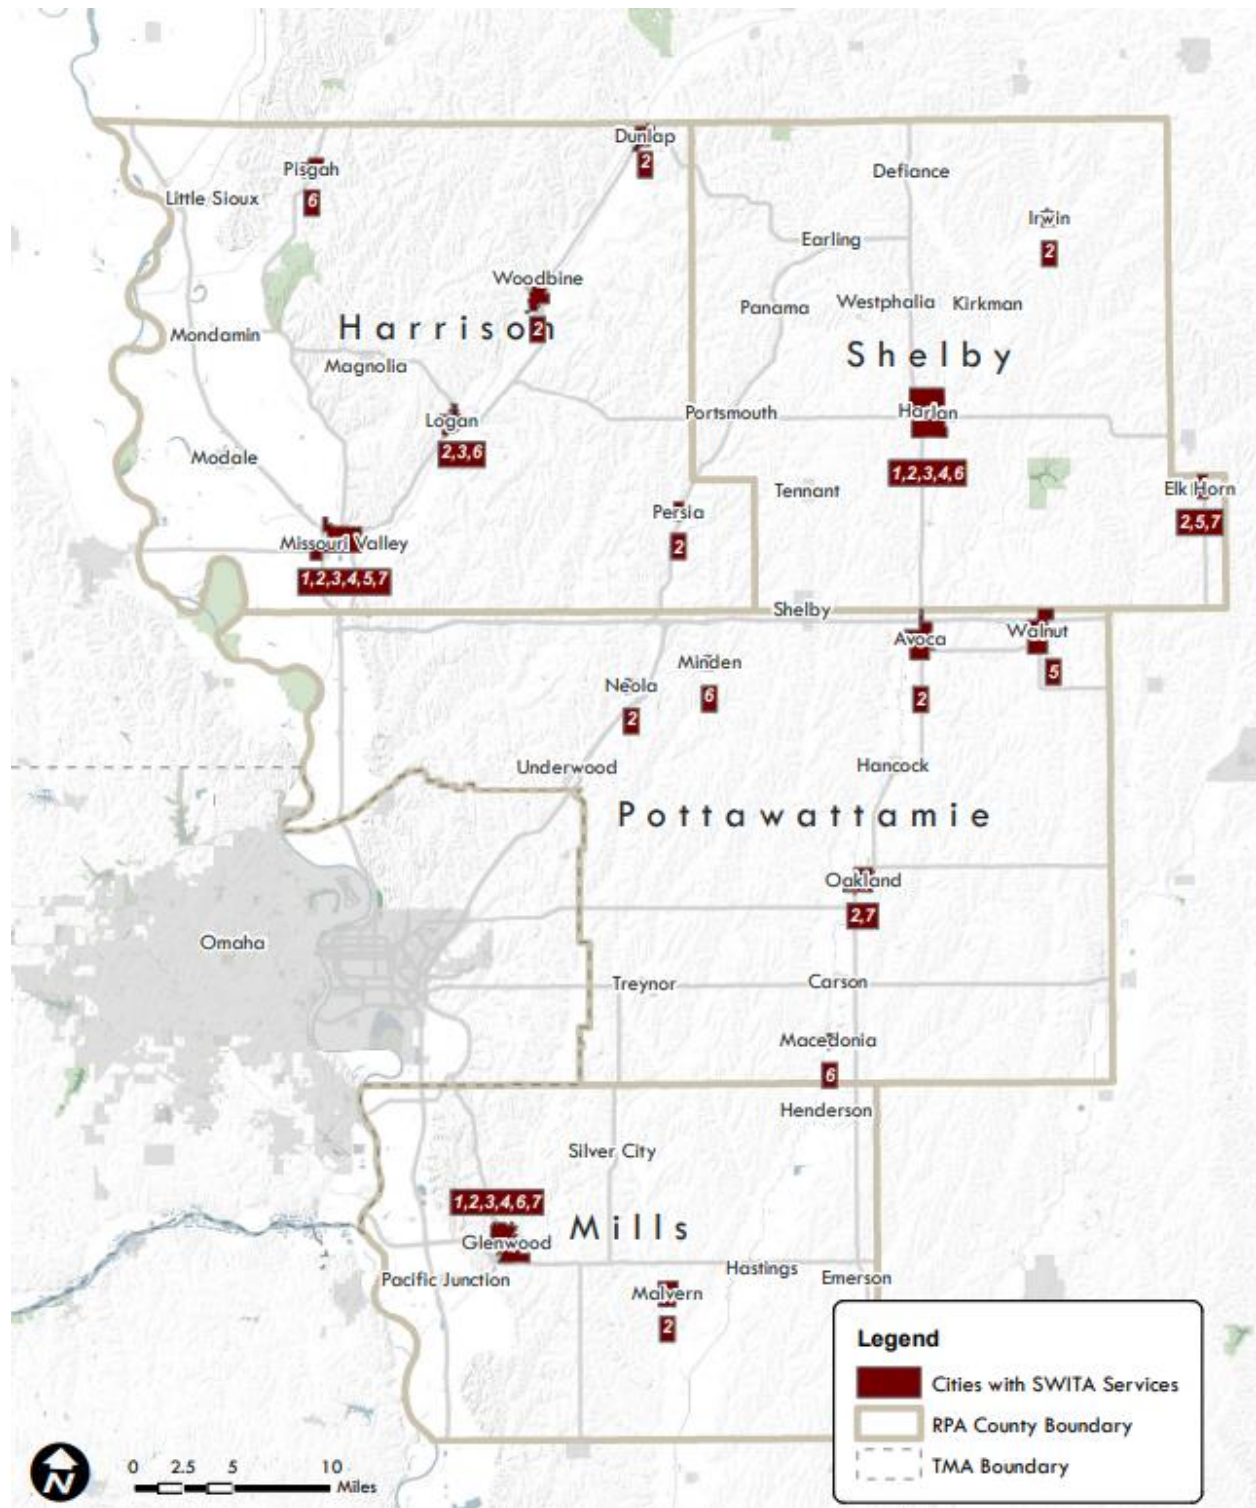 Dunlap
2
Pisgah
6
Defiance
Little Sioux
Irwin
2
Earling
Woodbine
2
Panama
Westphalia
Kirkman
Harrison
Mondamin
Shelby
Magnolia
Logan
2,3,6
Portsmouth
Harlan
1,2,3,4,6
Modale
Tennant
Elk Horn
2,5,7
Persia
2
Missouri Valley
1,2,3,4,5,7
Shelby
Avoca
2
Walnut
5
Minden
6
Neola
2
Underwood
Hancock
Pottawattamie
Oakland
2,7
Omaha
Treynor
Carson
Macedonia
6
Henderson
Silver City
1,2,3,4,6,7
Glenwood
Mills
Pacific Junction
Hastings
Emerson
Malvern
2
Legend
Cities with SWITA Services
RPA County Boundary
TMA Boundary
N
0 2.5 5 10
Miles